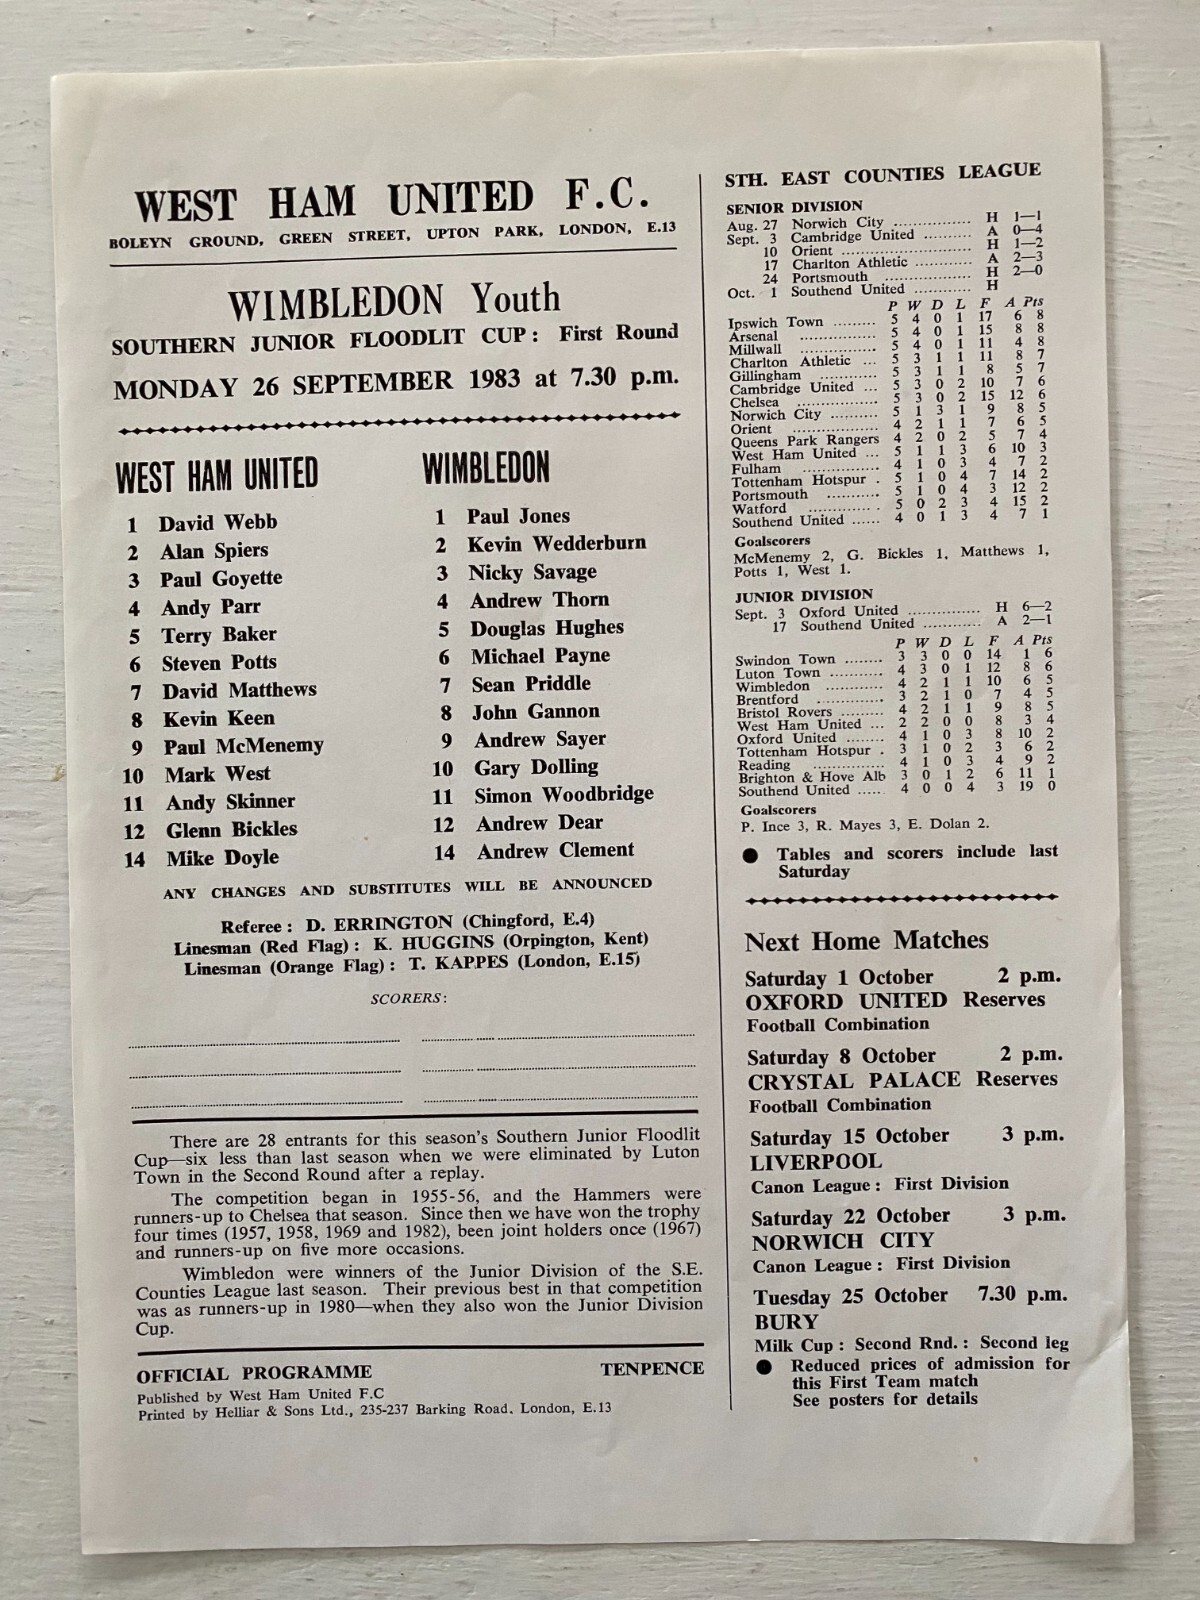 WEST HAM UNITED F.C.
BOLEYN GROUND, GREEN STREET, UPTON PARK, LONDON, E.13
WIMBLEDON Youth
SOUTHERN JUNIOR FLOODLIT CUP: First Round
MONDAY 26 SEPTEMBER 1983 at 7.30 p.m.
WEST HAM UNITED
1 David Webb
2 Alan Spiers
3 Paul Goyette
4 Andy Parr
5 Terry Baker
6 Steven Potts
7 David Matthews
8 Kevin Keen
9 Paul McMenemy
10 Mark West
11 Andy Skinner
12 Glenn Bickles
14 Mike Doyle
WIMBLEDON
1 Paul Jones
2 Kevin Wedderburn
3 Nicky Savage
4 Andrew Thorn
5 Douglas Hughes
6 Michael Payne
7 Sean Priddle
8 John Gannon
9 Andrew Sayer
10 Gary Dolling
11 Simon Woodbridge
12 Andrew Dear
14 Andrew Clement
ANY CHANGES AND SUBSTITUTES WILL BE ANNOUNCED
Referee: D. ERRINGTON (Chingford, E.4)
Linesman (Red Flag): K. HUGGINS (Orpington, Kent)
Linesman (Orange Flag): T. KAPPES (London, E.15)
SCORERS:
There are 28 entrants for this season's Southern Junior Floodlit
Cup—six less than last season when we were eliminated by Luton
Town in the Second Round after a replay.
The competition began in 1955-56, and the Hammers were
runners-up to Chelsea that season. Since then we have won the trophy
four times (1957, 1958, 1969 and 1982), been joint holders once (1967)
and runners-up on five more occasions.
Wimbledon were winners of the Junior Division of the S.E.
Counties League last season. Their previous best in that competition
was as runners-up in 1980—when they also won the Junior Division
Cup.
OFFICIAL PROGRAMME TENPENCE
Published by West Ham United F.C
Printed by Helliar & Sons Ltd., 235-237 Barking Road. London, E.13
STH. EAST COUNTIES LEAGUE
SENIOR DIVISION
Aug. 27 Norwich City ................ H 1—1
Sept. 3 Cambridge United ........... A 0—4
10 Orient ........................... H 1—2
17 Charlton Athletic ............ A 2—3
24 Portsmouth .................. H 2—0
Oct. 1 Southend United ............ H
P W D L F A Pts
Ipswich Town ......... 5 4 0 1 17 6 8
Arsenal ............... 5 4 0 1 15 8 8
Millwall ............... 5 4 0 1 11 4 8
Charlton Athletic ... 5 3 1 1 11 8 7
Gillingham ............ 5 3 1 1 8 5 7
Cambridge United ... 5 3 0 2 10 7 6
Chelsea ............... 5 3 0 2 15 12 6
Norwich City .......... 5 1 3 1 9 8 5
Orient ................ 4 2 1 1 7 6 5
Queens Park Rangers 4 2 0 2 5 7 4
West Ham United ... 5 1 1 3 6 10 3
Fulham ............... 4 1 0 3 4 7 2
Tottenham Hotspur . 5 1 0 4 7 14 2
Portsmouth ........... 5 1 0 4 3 12 2
Watford .............. 5 0 2 3 4 15 2
Southend United ...... 4 0 1 3 4 7 1
Goalscorers
McMenemy 2, G. Bickles 1, Matthews 1,
Potts 1, West 1.
JUNIOR DIVISION
Sept. 3 Oxford United ............... H 6—2
17 Southend United ............ A 2—1
P W D L F A Pts
Swindon Town ........ 3 3 0 0 14 1 6
Luton Town ........... 4 3 0 1 12 8 6
Wimbledon ............ 4 2 1 1 10 6 5
Brentford ............. 3 2 1 0 7 4 5
Bristol Rovers ......... 4 2 1 1 9 8 5
West Ham United ... 2 2 0 0 8 3 4
Oxford United ........ 4 1 0 3 8 10 2
Tottenham Hotspur . 3 1 0 2 3 6 2
Reading ............... 4 1 0 3 4 9 2
Brighton & Hove Alb 3 0 1 2 6 11 1
Southend United ..... 4 0 0 4 3 19 0
Goalscorers
P. Ince 3, R. Mayes 3, E. Dolan 2.
● Tables and scorers include last
Saturday
Next Home Matches
Saturday 1 October 2 p.m.
OXFORD UNITED Reserves
Football Combination
Saturday 8 October 2 p.m.
CRYSTAL PALACE Reserves
Football Combination
Saturday 15 October 3 p.m.
LIVERPOOL
Canon League: First Division
Saturday 22 October 3 p.m.
NORWICH CITY
Canon League: First Division
Tuesday 25 October 7.30 p.m.
BURY
Milk Cup: Second Rnd.: Second leg
● Reduced prices of admission for
this First Team match
See posters for details